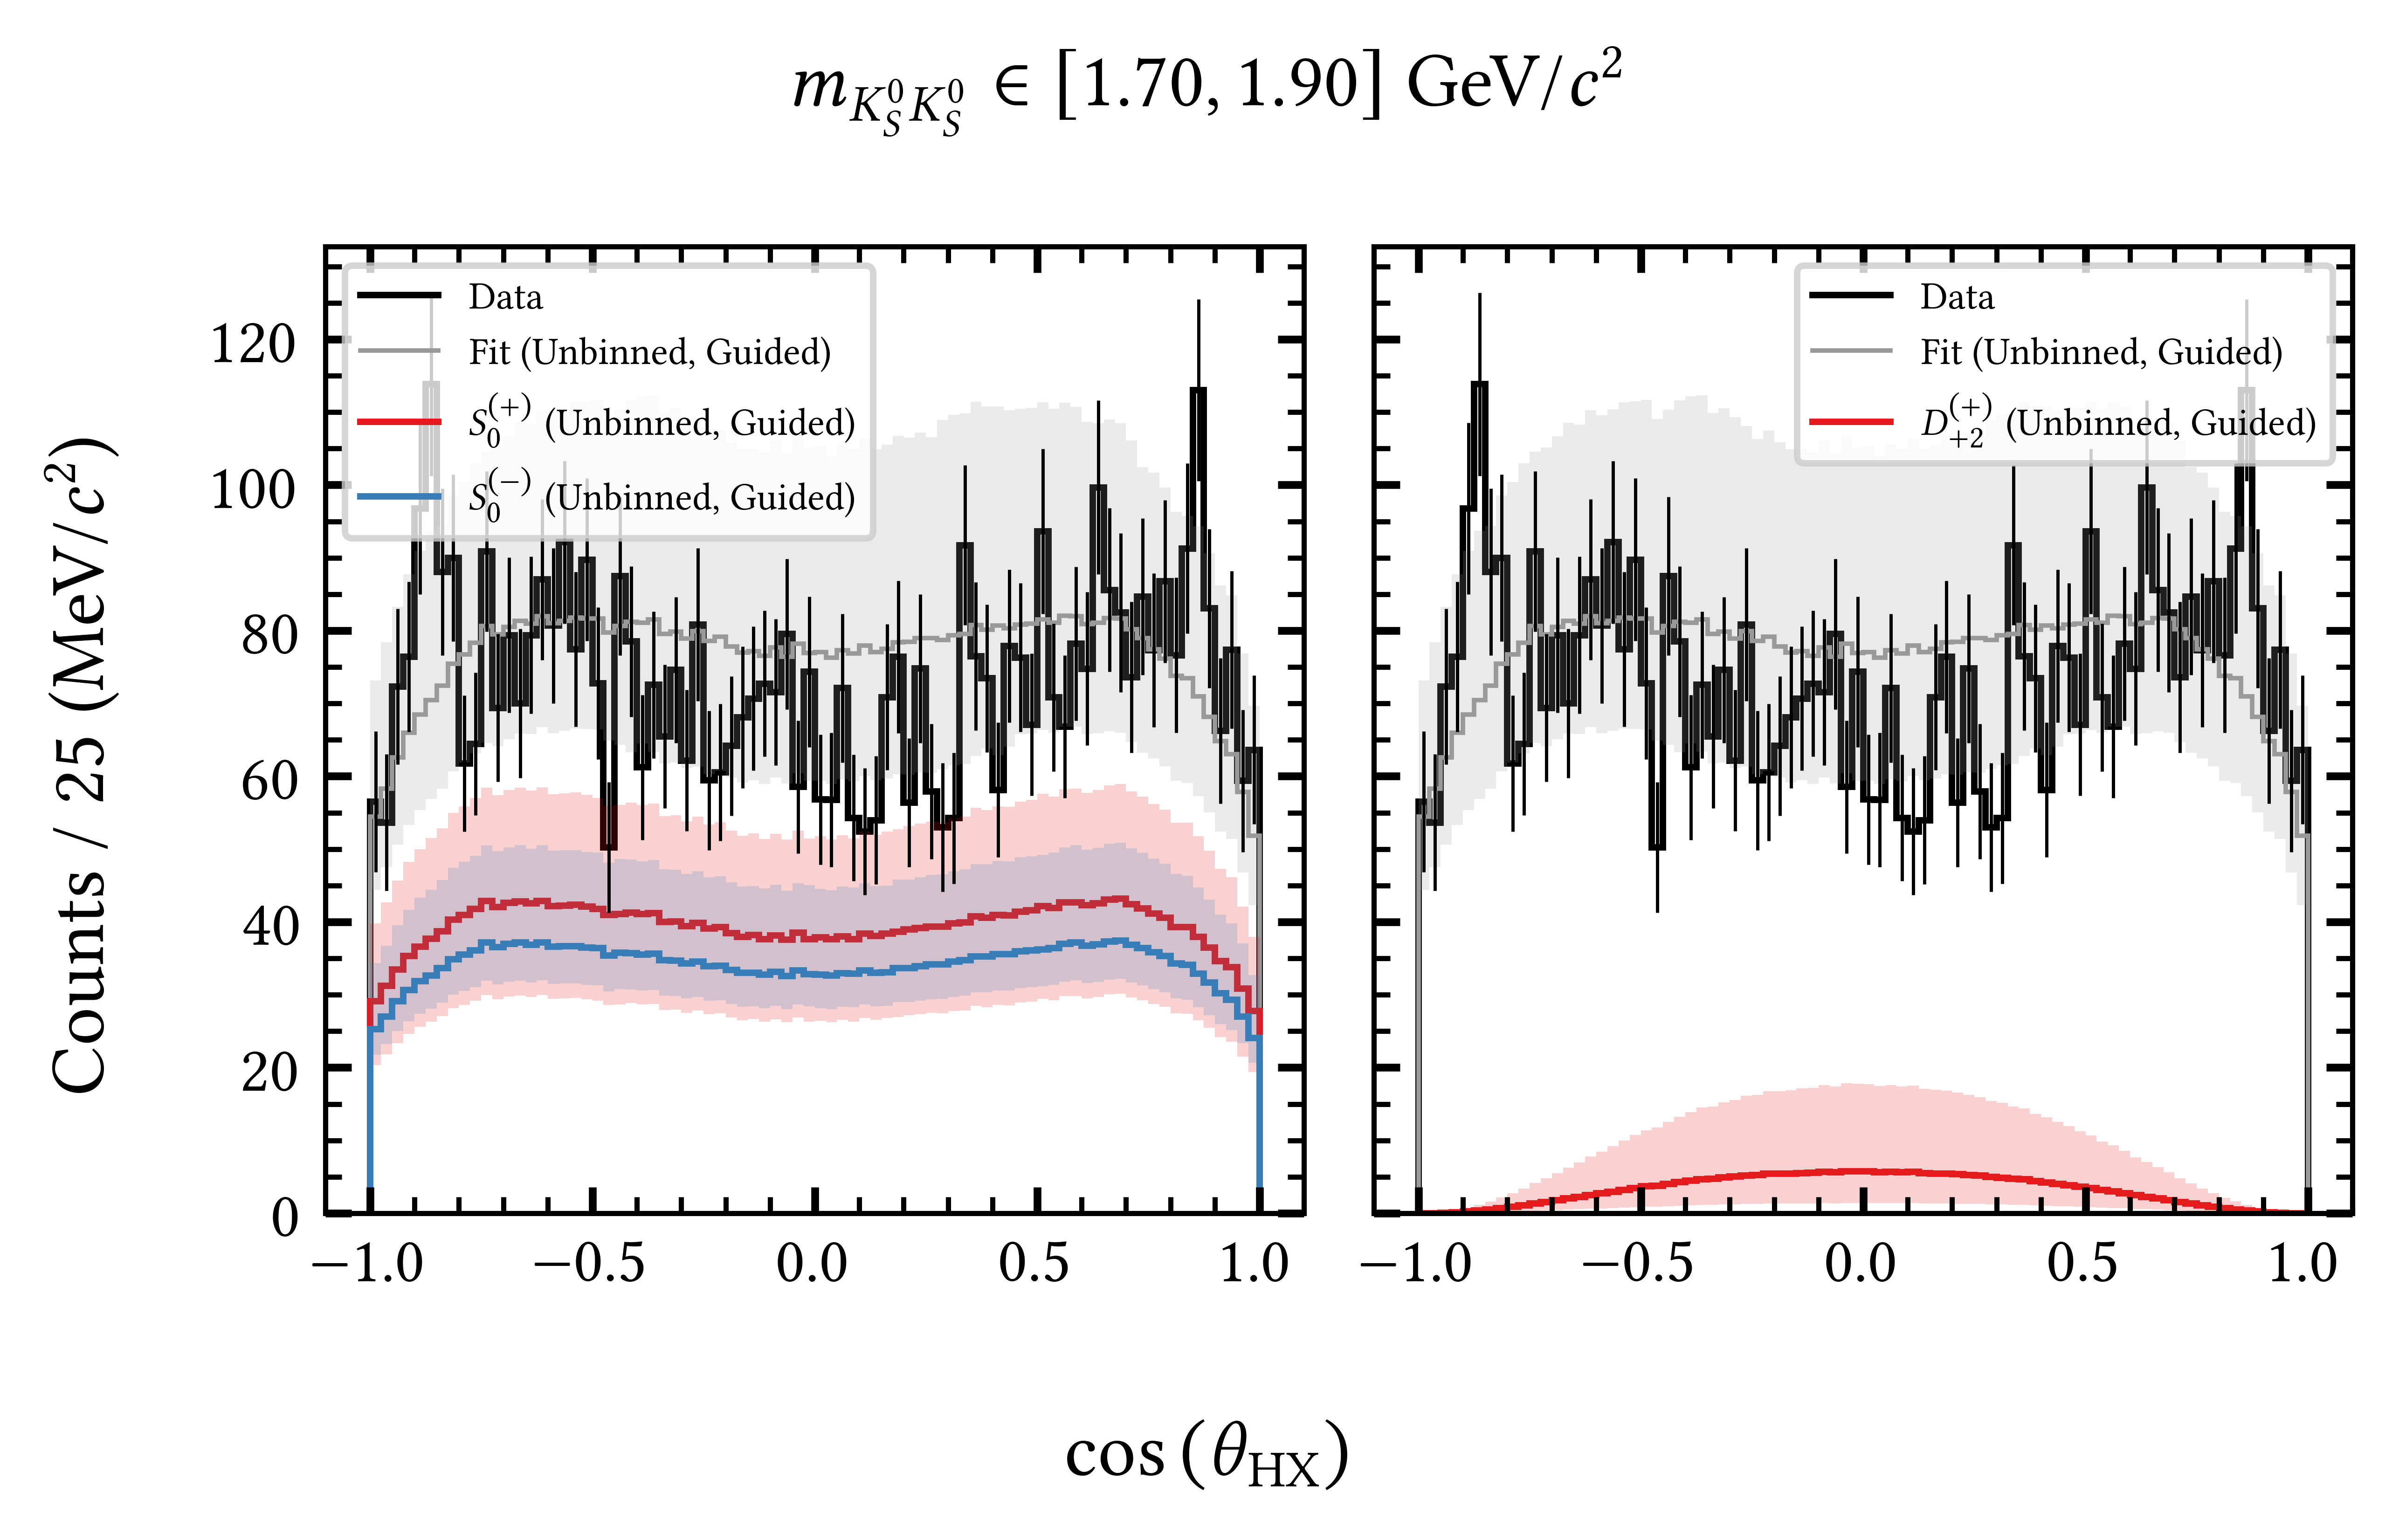 m_{K_S^0 K_S^0} ∈ [1.70, 1.90] GeV/c²
Counts / 25 (MeV/c²)
120
100
80
60
40
20
0
Data
Fit (Unbinned, Guided)
S_0^{(+)} (Unbinned, Guided)
S_0^{(−)} (Unbinned, Guided)
−1.0 −0.5 0.0 0.5 1.0
Data
Fit (Unbinned, Guided)
D_{+2}^{(+)} (Unbinned, Guided)
−1.0 −0.5 0.0 0.5 1.0
cos (θ_{HX})